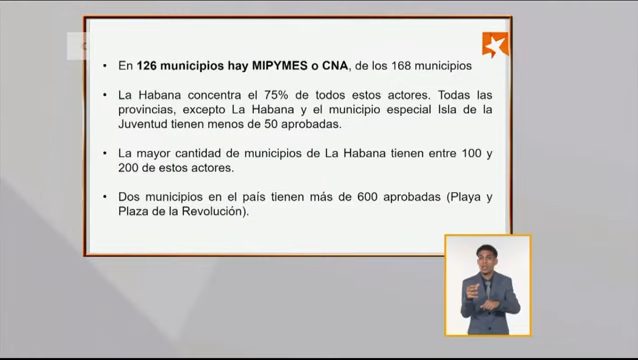 • En 126 municipios hay MIPYMES o CNA, de los 168 municipios
• La Habana concentra el 75% de todos estos actores. Todas las
provincias, excepto La Habana y el municipio especial Isla de la
Juventud tienen menos de 50 aprobadas.
• La mayor cantidad de municipios de La Habana tienen entre 100 y
200 de estos actores.
• Dos municipios en el país tienen más de 600 aprobadas (Playa y
Plaza de la Revolución).